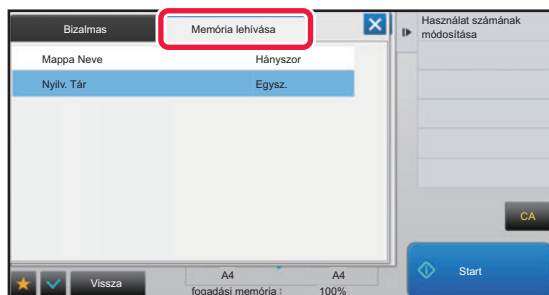 Bizalmas
Memória lehívása
Mappa Neve Hányszor
Nyilv. Tár Egysz.
Használat számának
módosítása
CA
Start
Vissza
A4 A4
fogadási memória : 100%